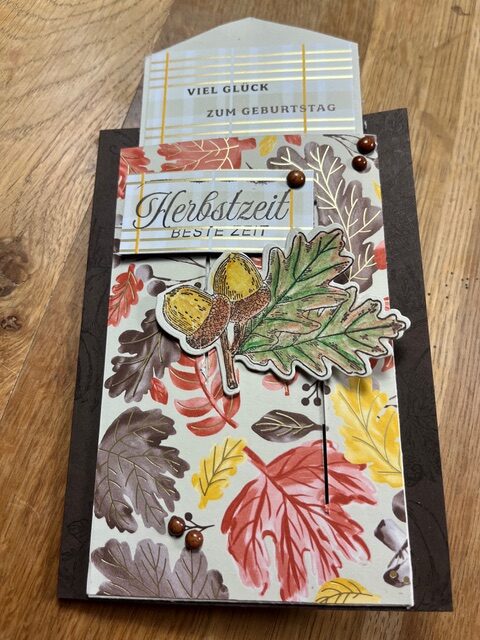 VIEL GLÜCK
ZUM GEBURTSTAG
Herbstzeit
BESTE ZEIT